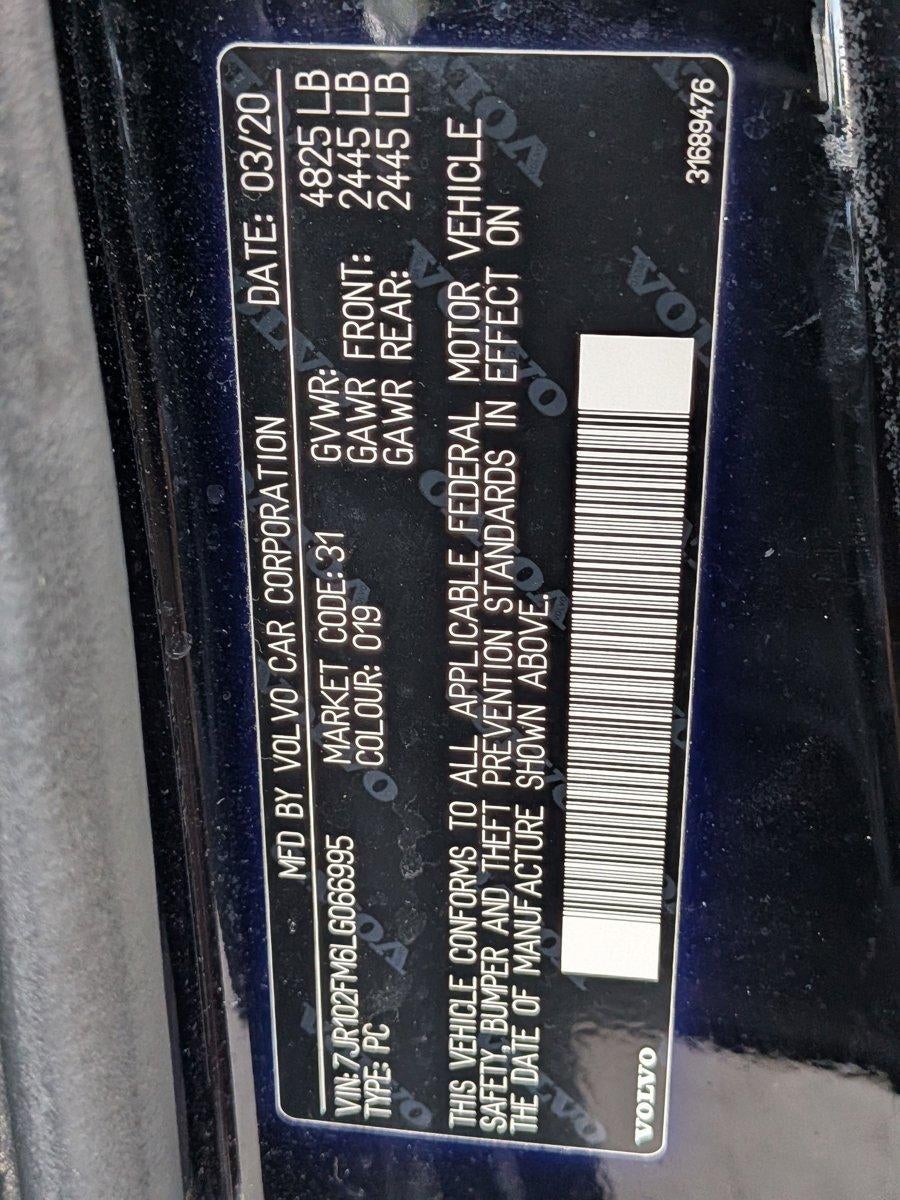 MFD BY VOLVO CAR CORPORATION DATE: 03/20
VIN: 7JR102FM6LG066995 MARKET CODE: 31 GVWR: 4825 LB
TYPE: PC COLOUR: 019 GAWR FRONT: 2445 LB
GAWR REAR: 2445 LB
THIS VEHICLE CONFORMS TO ALL APPLICABLE FEDERAL MOTOR VEHICLE
SAFETY, BUMPER AND THEFT PREVENTION STANDARDS IN EFFECT ON
THE DATE OF MANUFACTURE SHOWN ABOVE.
VOLVO 31689476